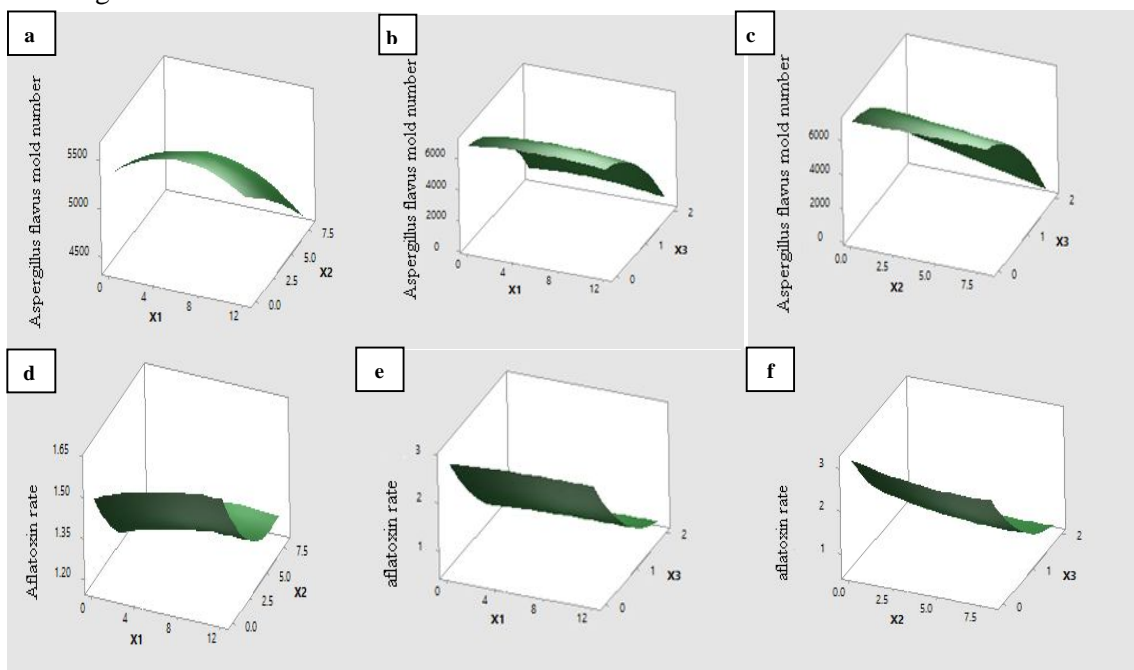 a
Aspergillus flavus mold number
5500
5000
4500
0
4
8
12
X1
0.0
2.5
5.0
7.5
X2
b
Aspergillus flavus mold number
6000
4000
2000
0
0
4
8
12
X1
0
1
2
X3
c
Aspergillus flavus mold number
6000
4000
2000
0
0.0
2.5
5.0
7.5
X2
0
1
2
X3
d
Aflatoxin rate
1.65
1.50
1.35
1.20
0
4
8
12
X1
0.0
2.5
5.0
7.5
X2
e
aflatoxin rate
3
2
1
0
4
8
12
X1
0
1
2
X3
f
aflatoxin rate
3
2
1
0.0
2.5
5.0
7.5
X2
0
1
2
X3